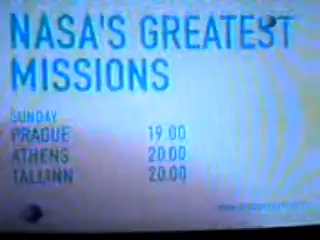 NASA'S GREATEST
MISSIONS
SUNDAY
PRAGUE 19.00
ATHENS 20.00
TALLINN 20.00